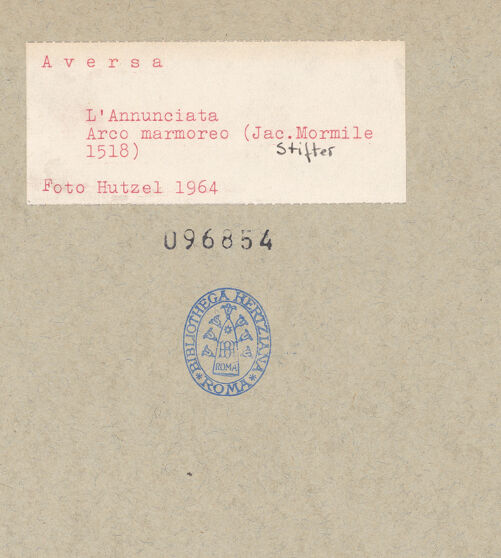 A v e r s a
L'Annunciata
Arco marmoreo (Jac.Mormile
1518)
Stifter
Foto Hutzel 1964
096854
BIBLIOTHECA HERTZIANA
ROMA
* ROMA *